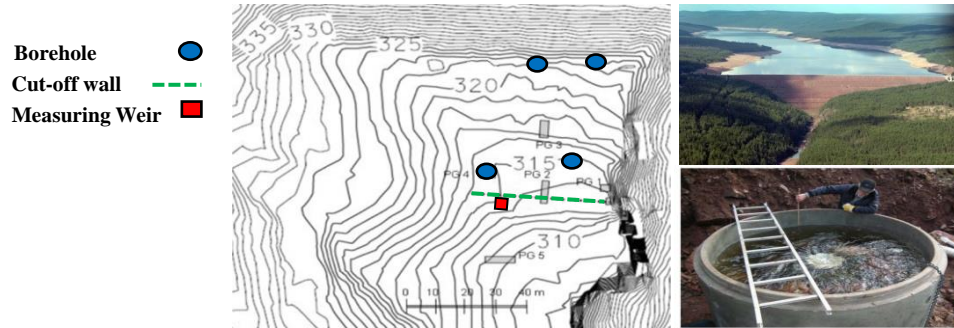 Borehole
Cut-off wall
Measuring Weir
335
330
325
320
PG 3
315
PG 4
PG 2
PG 1
310
PG 5
0 10 20 30 40 m